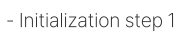 - Initialization step 1